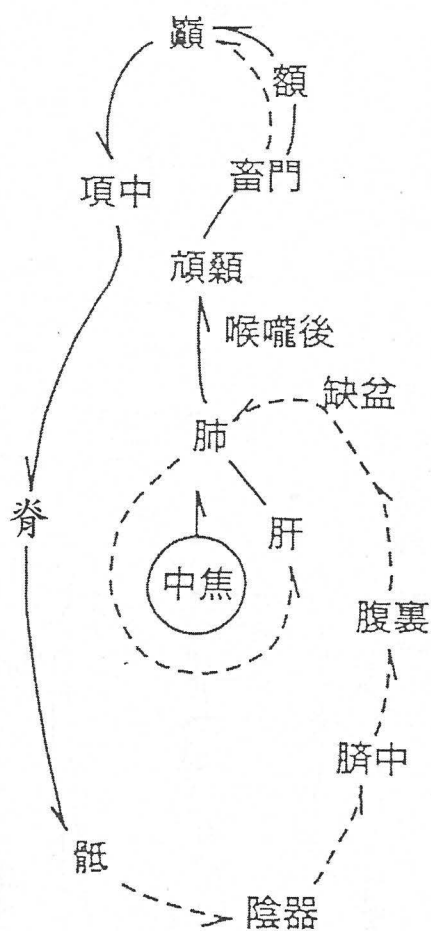 巔
額
畜門
項中
頏顙
喉嚨後
缺盆
肺
脊
肝
中焦
腹裏
臍中
骶
陰器